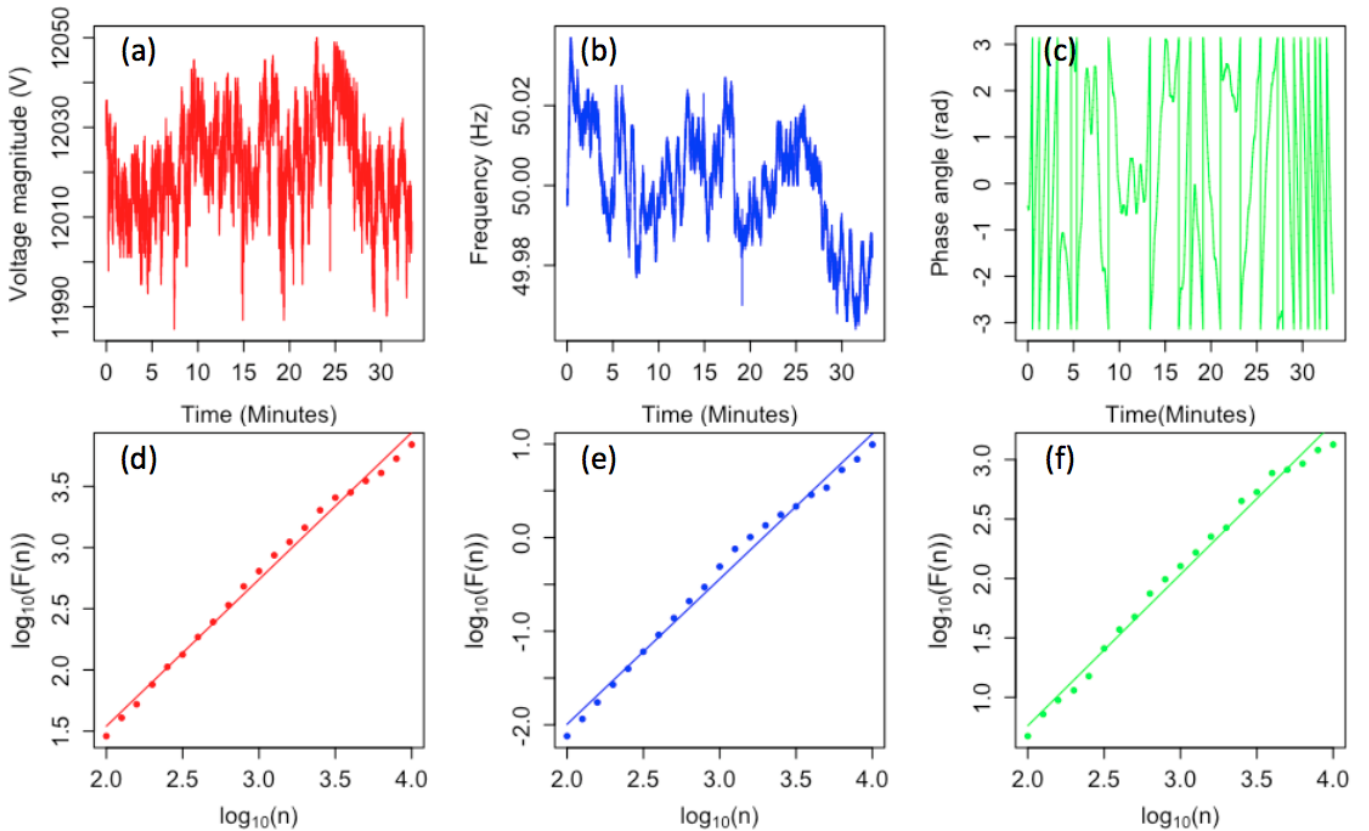 (a)
Voltage magnitude (V)
12050
12030
12010
11990
0 5 10 15 20 25 30
Time (Minutes)
(b)
Frequency (Hz)
50.02
50.00
49.98
0 5 10 15 20 25 30
Time (Minutes)
(c)
Phase angle (rad)
3
2
1
0
-1
-2
-3
0 5 10 15 20 25 30
Time(Minutes)
(d)
log₁₀(F(n))
3.5
3.0
2.5
2.0
1.5
2.0 2.5 3.0 3.5 4.0
log₁₀(n)
(e)
log₁₀(F(n))
1.0
0.0
-1.0
-2.0
2.0 2.5 3.0 3.5 4.0
log₁₀(n)
(f)
log₁₀(F(n))
3.0
2.5
2.0
1.5
1.0
2.0 2.5 3.0 3.5 4.0
log₁₀(n)